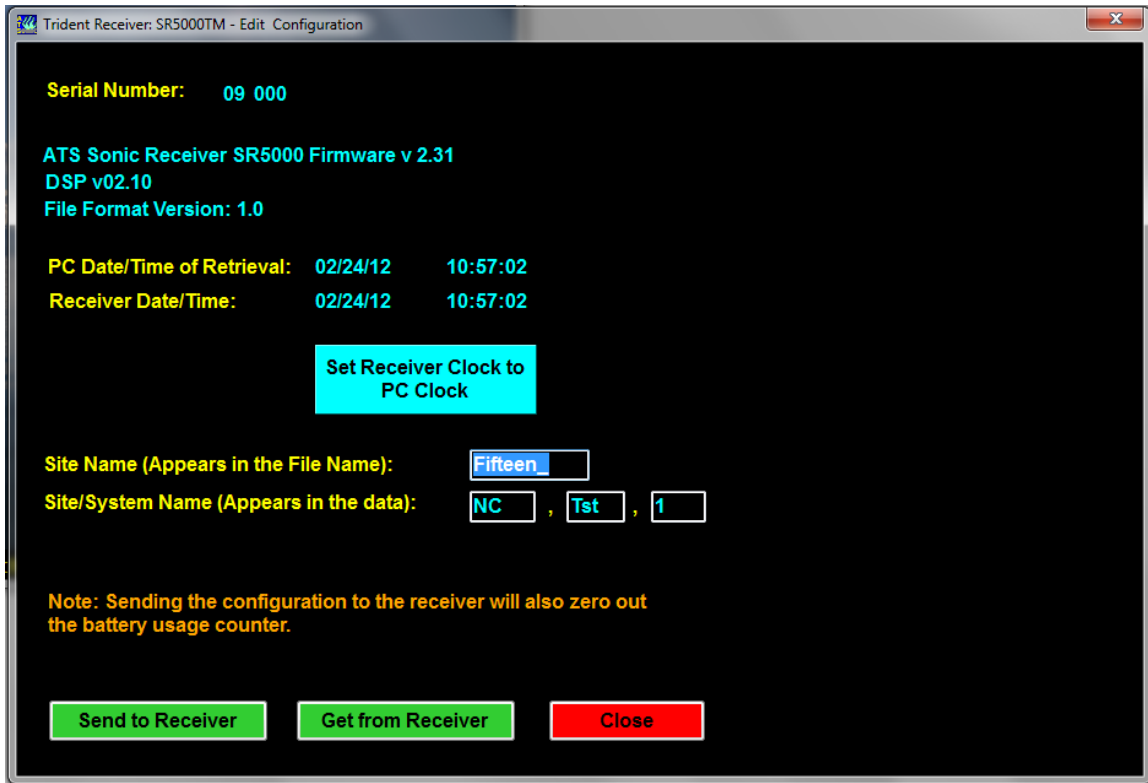 Trident Receiver: SR5000TM - Edit Configuration
Serial Number: 09 000
ATS Sonic Receiver SR5000 Firmware v 2.31
DSP v02.10
File Format Version: 1.0
PC Date/Time of Retrieval: 02/24/12 10:57:02
Receiver Date/Time: 02/24/12 10:57:02
Set Receiver Clock to
PC Clock
Site Name (Appears in the File Name): Fifteen_
Site/System Name (Appears in the data): NC , Tst , 1
Note: Sending the configuration to the receiver will also zero out
the battery usage counter.
Send to Receiver Get from Receiver Close